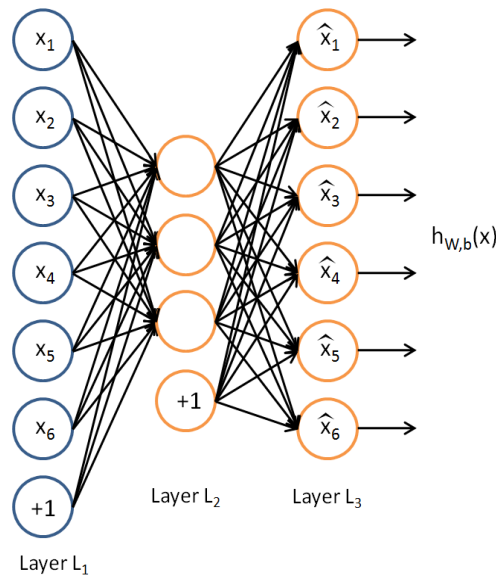 x₁
x₂
x₃
x₄
x₅
x₆
+1
Layer L₁
+1
Layer L₂
x̂₁
x̂₂
x̂₃
x̂₄
x̂₅
x̂₆
Layer L₃
h_W,b(x)